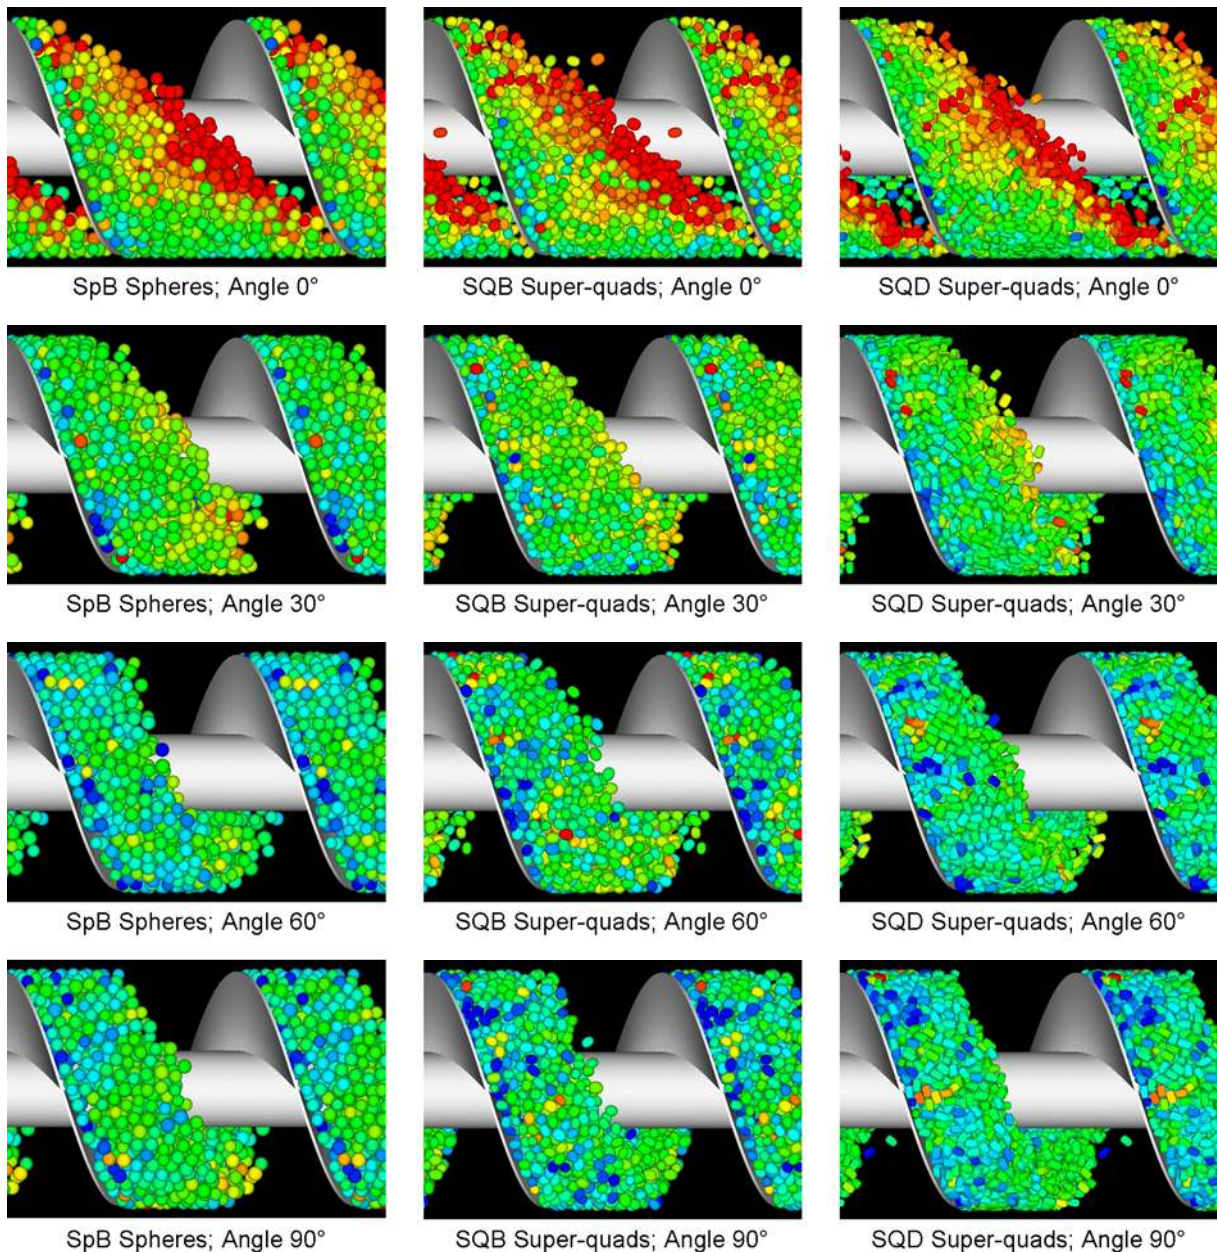 SpB Spheres; Angle 0°
SQB Super-quads; Angle 0°
SQD Super-quads; Angle 0°
SpB Spheres; Angle 30°
SQB Super-quads; Angle 30°
SQD Super-quads; Angle 30°
SpB Spheres; Angle 60°
SQB Super-quads; Angle 60°
SQD Super-quads; Angle 60°
SpB Spheres; Angle 90°
SQB Super-quads; Angle 90°
SQD Super-quads; Angle 90°